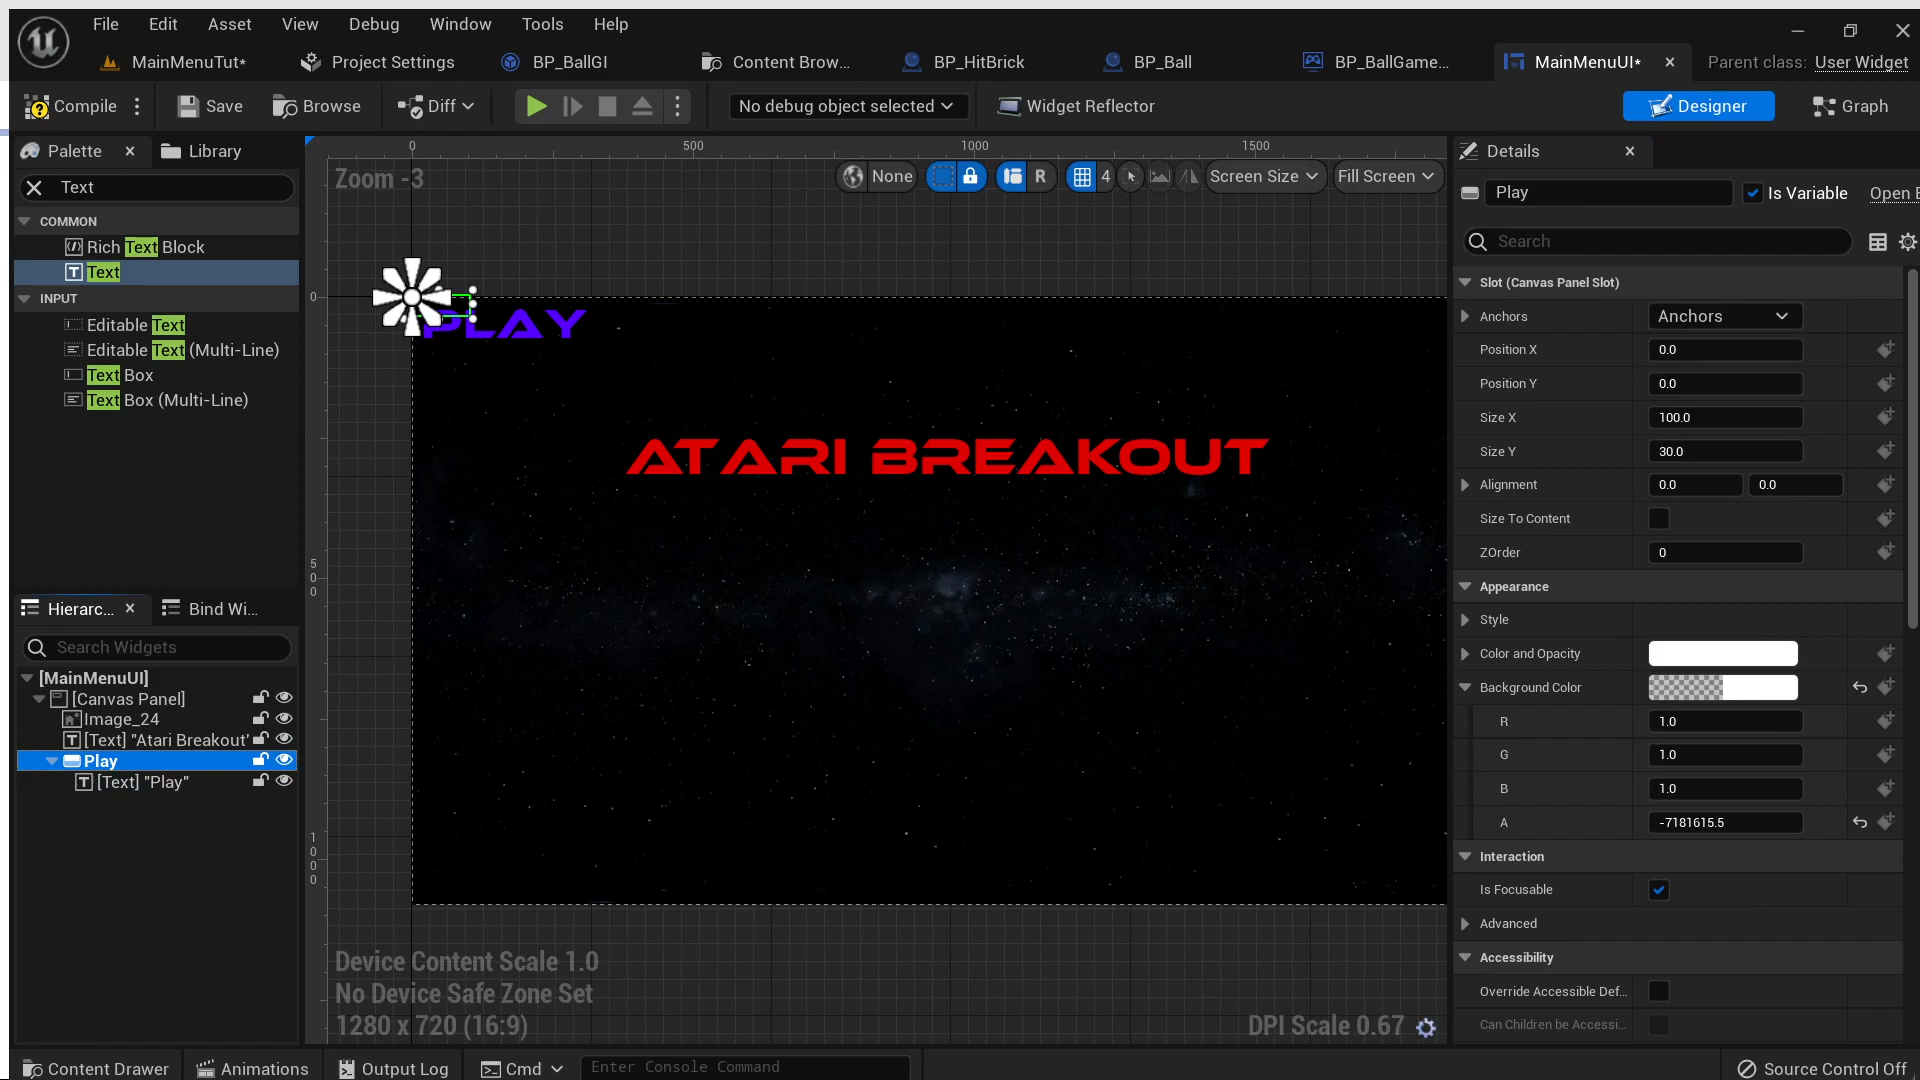 File Edit Asset View Debug Window Tools Help
MainMenuTut* Project Settings BP_BallGI Content Brow... BP_HitBrick BP_Ball BP_BallGame... MainMenuUI* Parent class: User Widget
Compile Save Browse Diff No debug object selected Widget Reflector Designer Graph
Palette Library
Text
COMMON
Rich Text Block
Text
INPUT
Editable Text
Editable Text (Multi-Line)
Text Box
Text Box (Multi-Line)
Hierarc... Bind Wi...
Search Widgets
[MainMenuUI]
[Canvas Panel]
Image_24
[Text] "Atari Breakout"
Play
[Text] "Play"
0 500 1000 1500
Zoom -3
None R 4 Screen Size Fill Screen
0
500
1000
PLAY
ATARI BREAKOUT
Device Content Scale 1.0
No Device Safe Zone Set
1280 x 720 (16:9)
DPI Scale 0.67
Details
Play Is Variable Open
Search
Slot (Canvas Panel Slot)
Anchors Anchors
Position X 0.0
Position Y 0.0
Size X 100.0
Size Y 30.0
Alignment 0.0 0.0
Size To Content
ZOrder 0
Appearance
Style
Color and Opacity
Background Color
R 1.0
G 1.0
B 1.0
A -7181615.5
Interaction
Is Focusable
Advanced
Accessibility
Override Accessible Def...
Can Children be Accessi...
Content Drawer Animations Output Log Cmd Enter Console Command Source Control Off